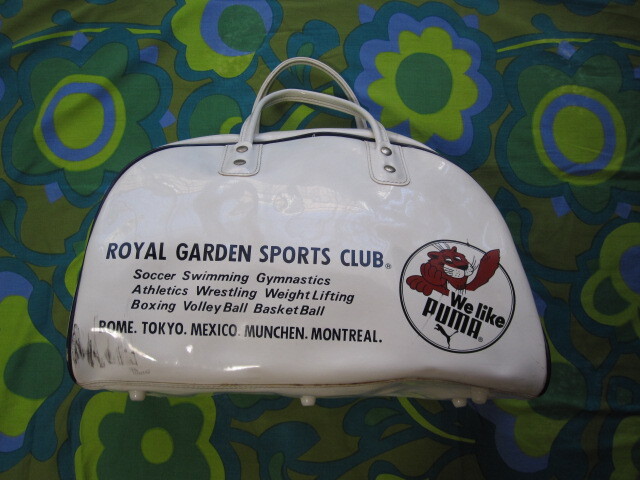 ROYAL GARDEN SPORTS CLUB®
Soccer Swimming Gymnastics
Athletics Wrestling Weight Lifting
Boxing Volley Ball Basket Ball
ROME. TOKYO. MEXICO. MUNCHEN. MONTREAL.
We like
PUMA®